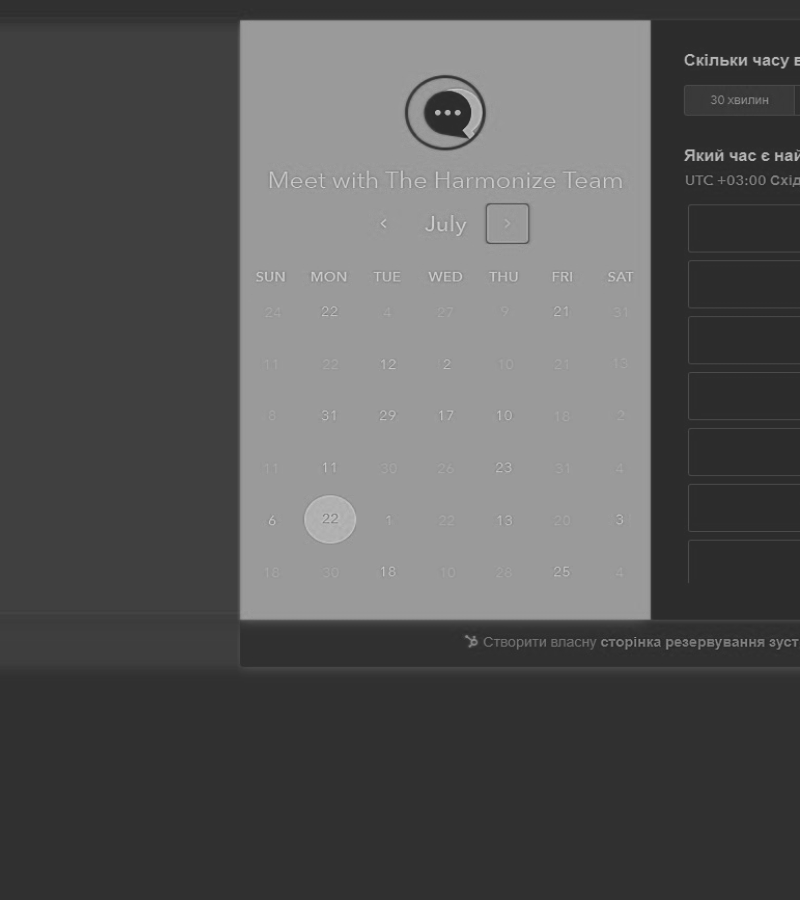 Скільки часу в
30 хвилин
Meet with The Harmonize Team
Який час є най
UTC +03:00 Схід
July
SUN MON TUE WED THU FRI SAT
24 22 4 27 9 21 31
11 22 12 2 10 21 13
8 31 29 17 10 18 2
11 11 30 26 23 31 4
6 22 1 22 13 20 3
18 30 18 10 28 25 4
Створити власну сторінка резервування зуст